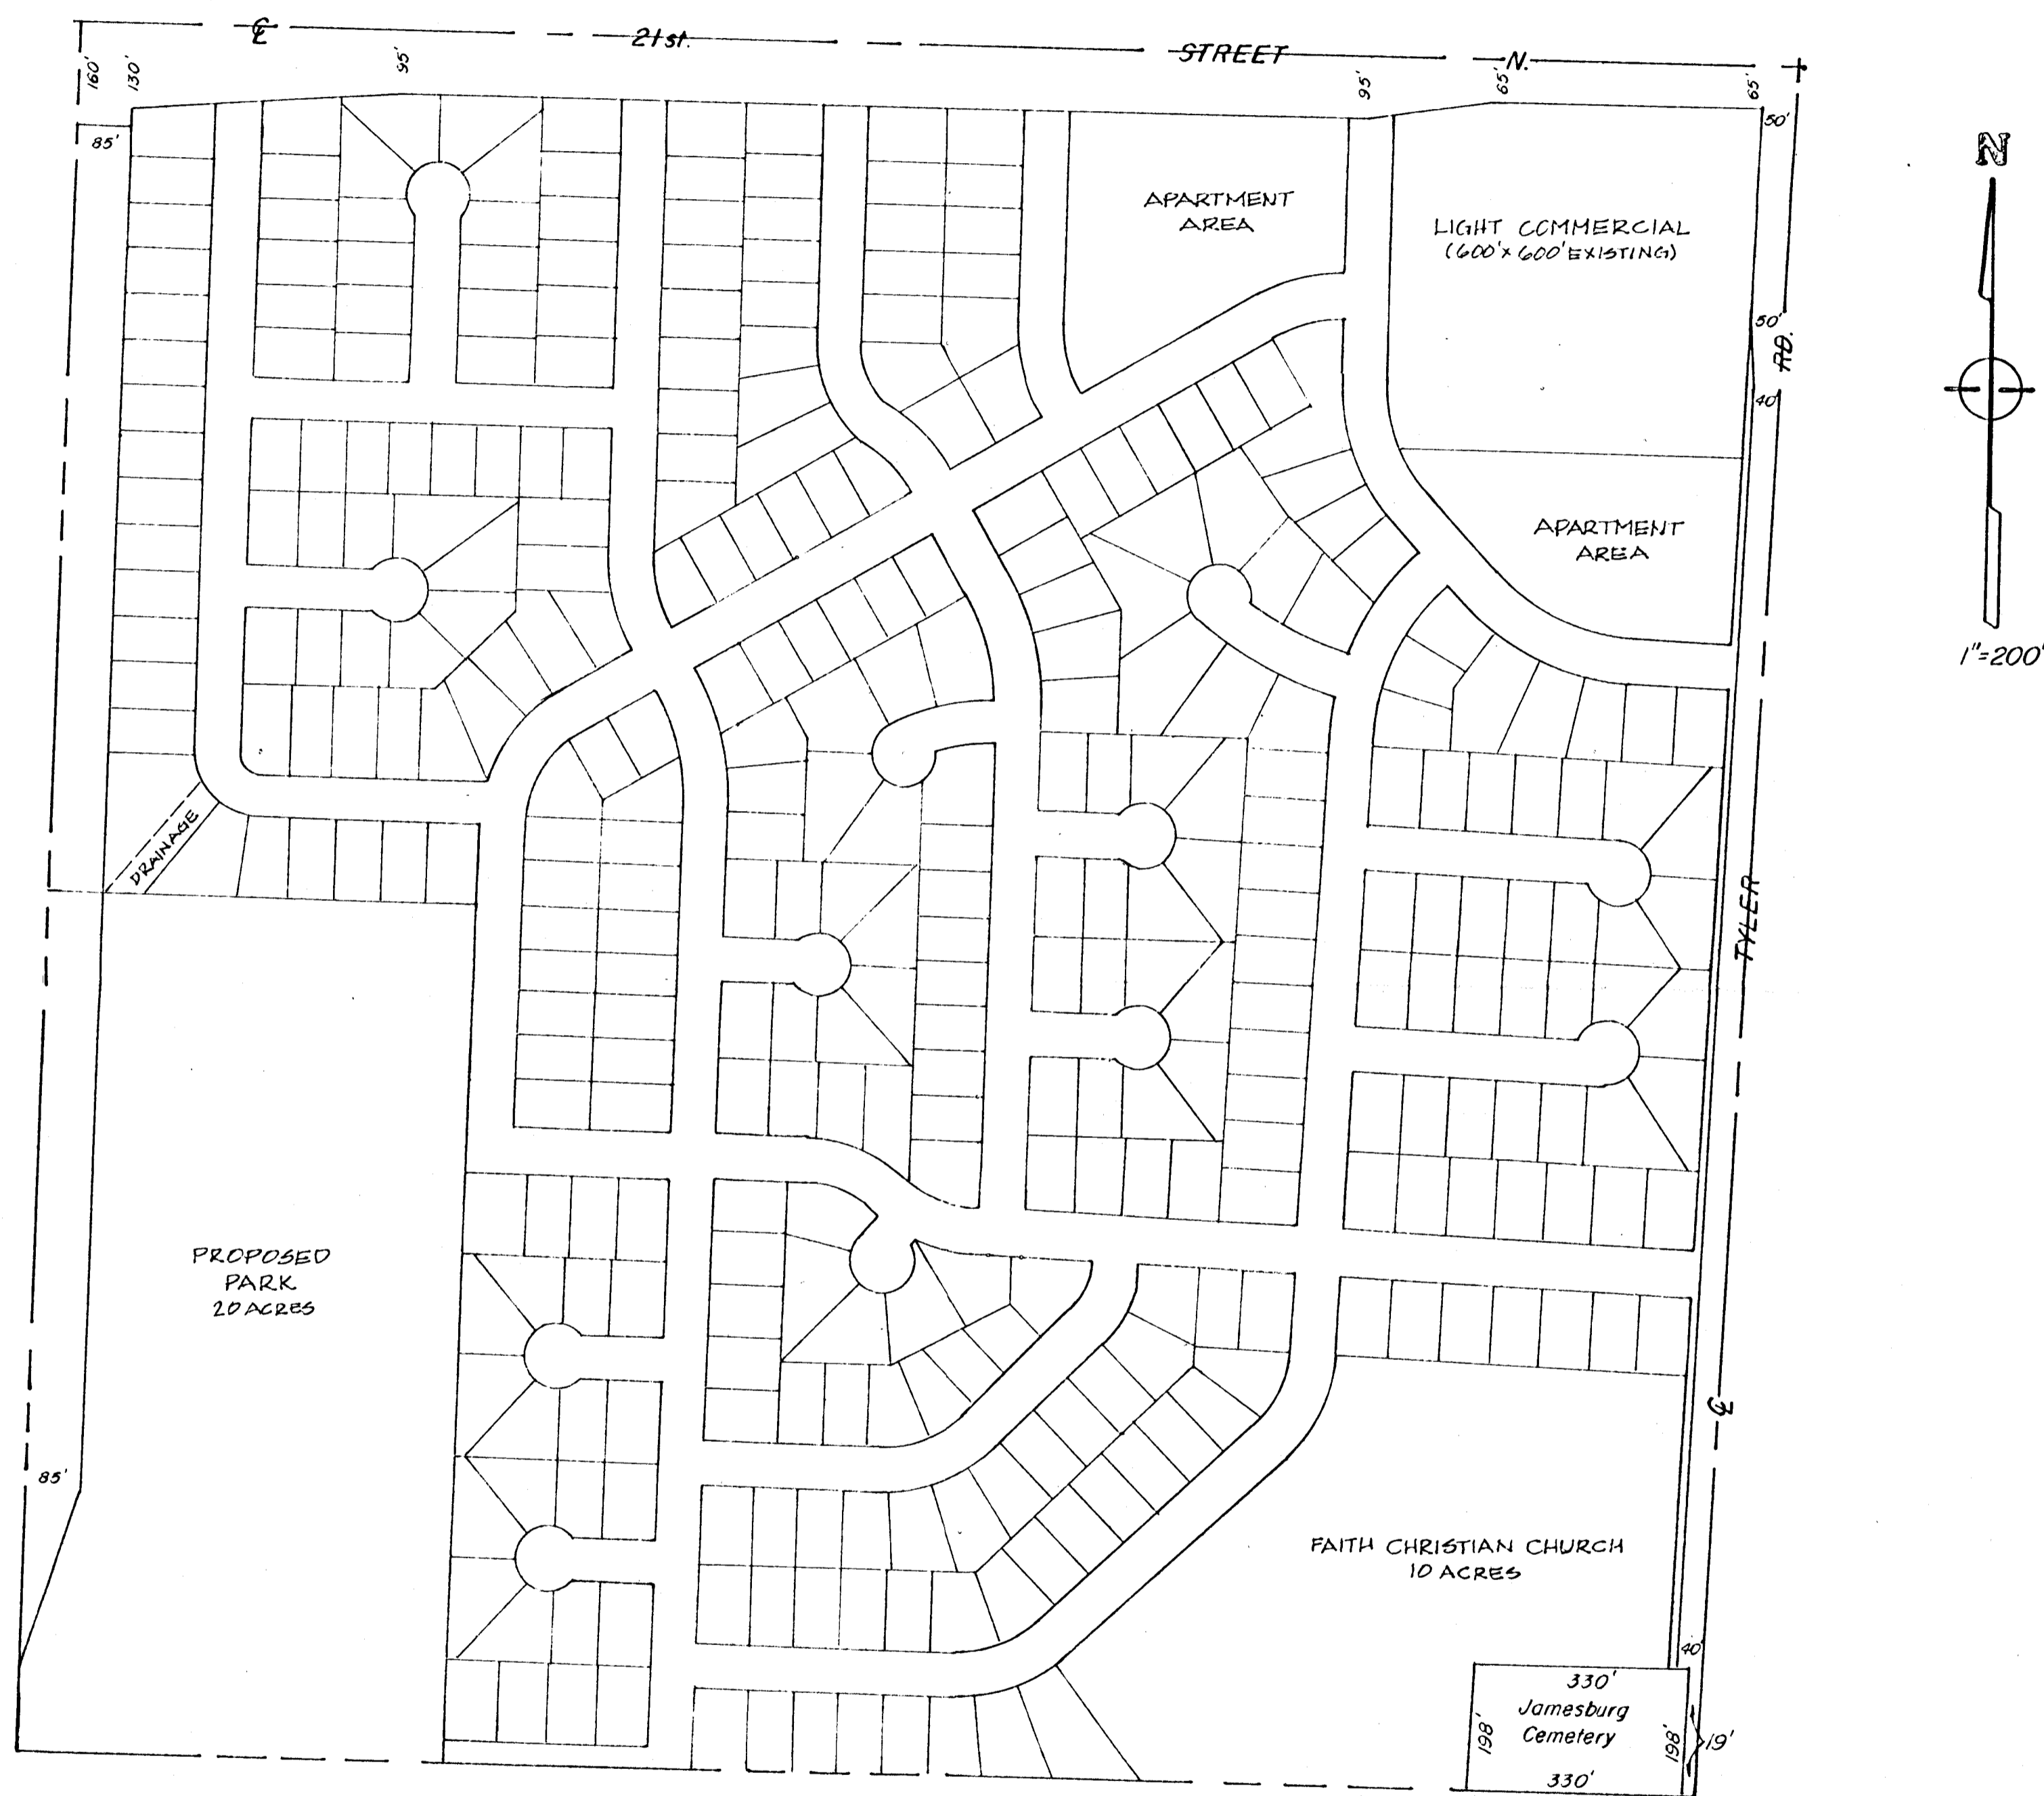 ℄ 21st. STREET N.
160'
130'
95'
95'
65'
65'
85'
50'
N
APARTMENT
AREA
LIGHT COMMERCIAL
(600'x 600' EXISTING)
50'
RD.
40'
APARTMENT
AREA
1"=200'
DRAINAGE
TYLER
PROPOSED
PARK
20 ACRES
℄
85'
FAITH CHRISTIAN CHURCH
10 ACRES
40'
330'
Jamesburg
Cemetery
198'
198'
19'
330'